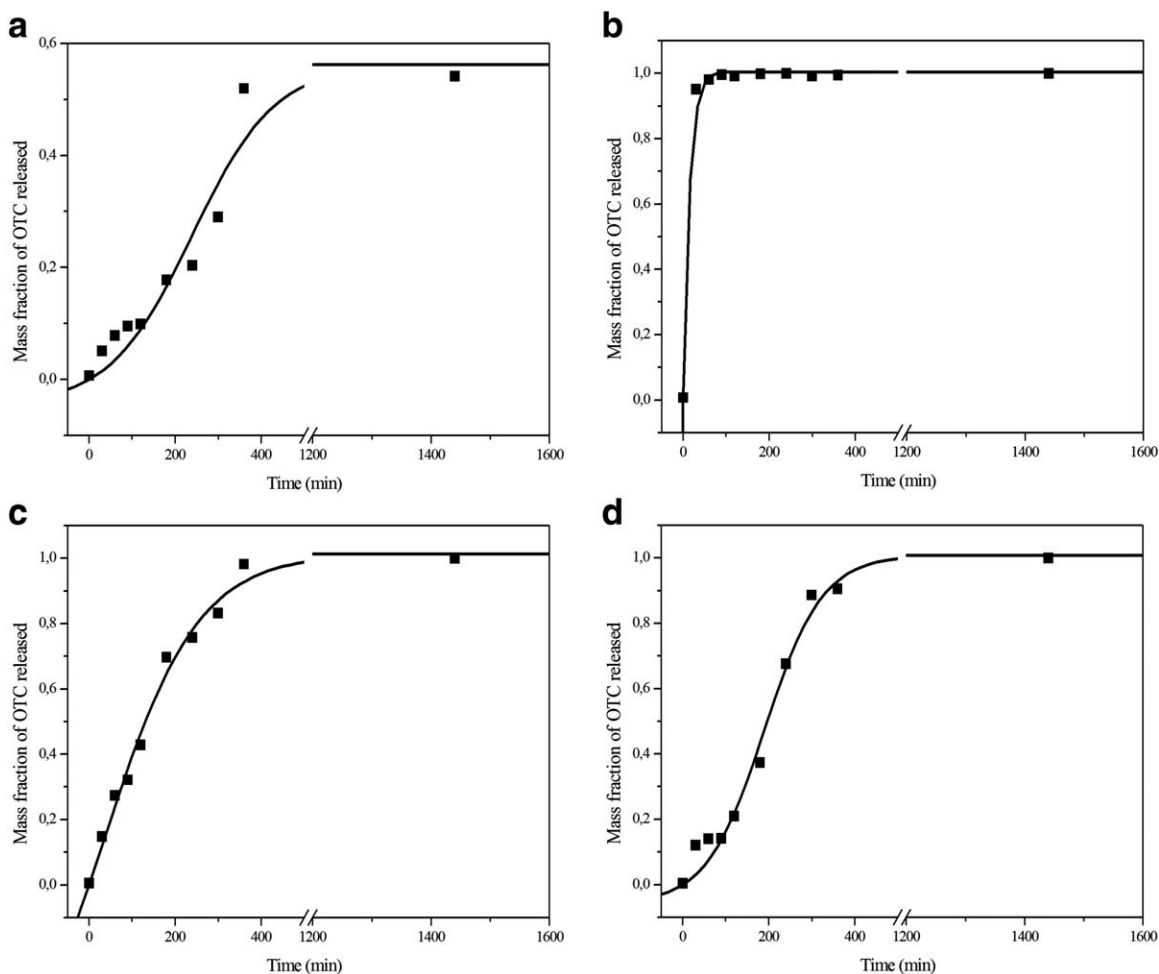 a
0,6
0,4
0,2
0,0
Mass fraction of OTC released
0 200 400 1200 1400 1600
Time (min)
b
1,0
0,8
0,6
0,4
0,2
0,0
Mass fraction of OTC released
0 200 400 1200 1400 1600
Time (min)
c
1,0
0,8
0,6
0,4
0,2
0,0
Mass fraction of OTC released
0 200 400 1200 1400 1600
Time (min)
d
1,0
0,8
0,6
0,4
0,2
0,0
Mass fraction of OTC released
0 200 400 1200 1400 1600
Time (min)